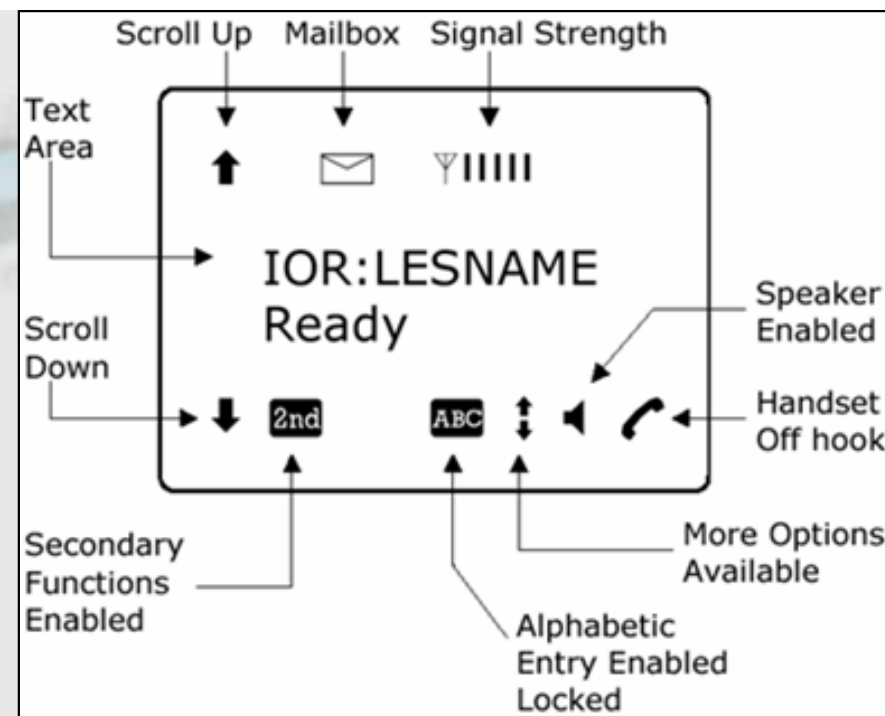 Scroll Up
Mailbox
Signal Strength
Text
Area
IOR:LESNAME
Ready
Speaker
Enabled
Scroll
Down
2nd
ABC
Handset
Off hook
Secondary
Functions
Enabled
More Options
Available
Alphabetic
Entry Enabled
Locked